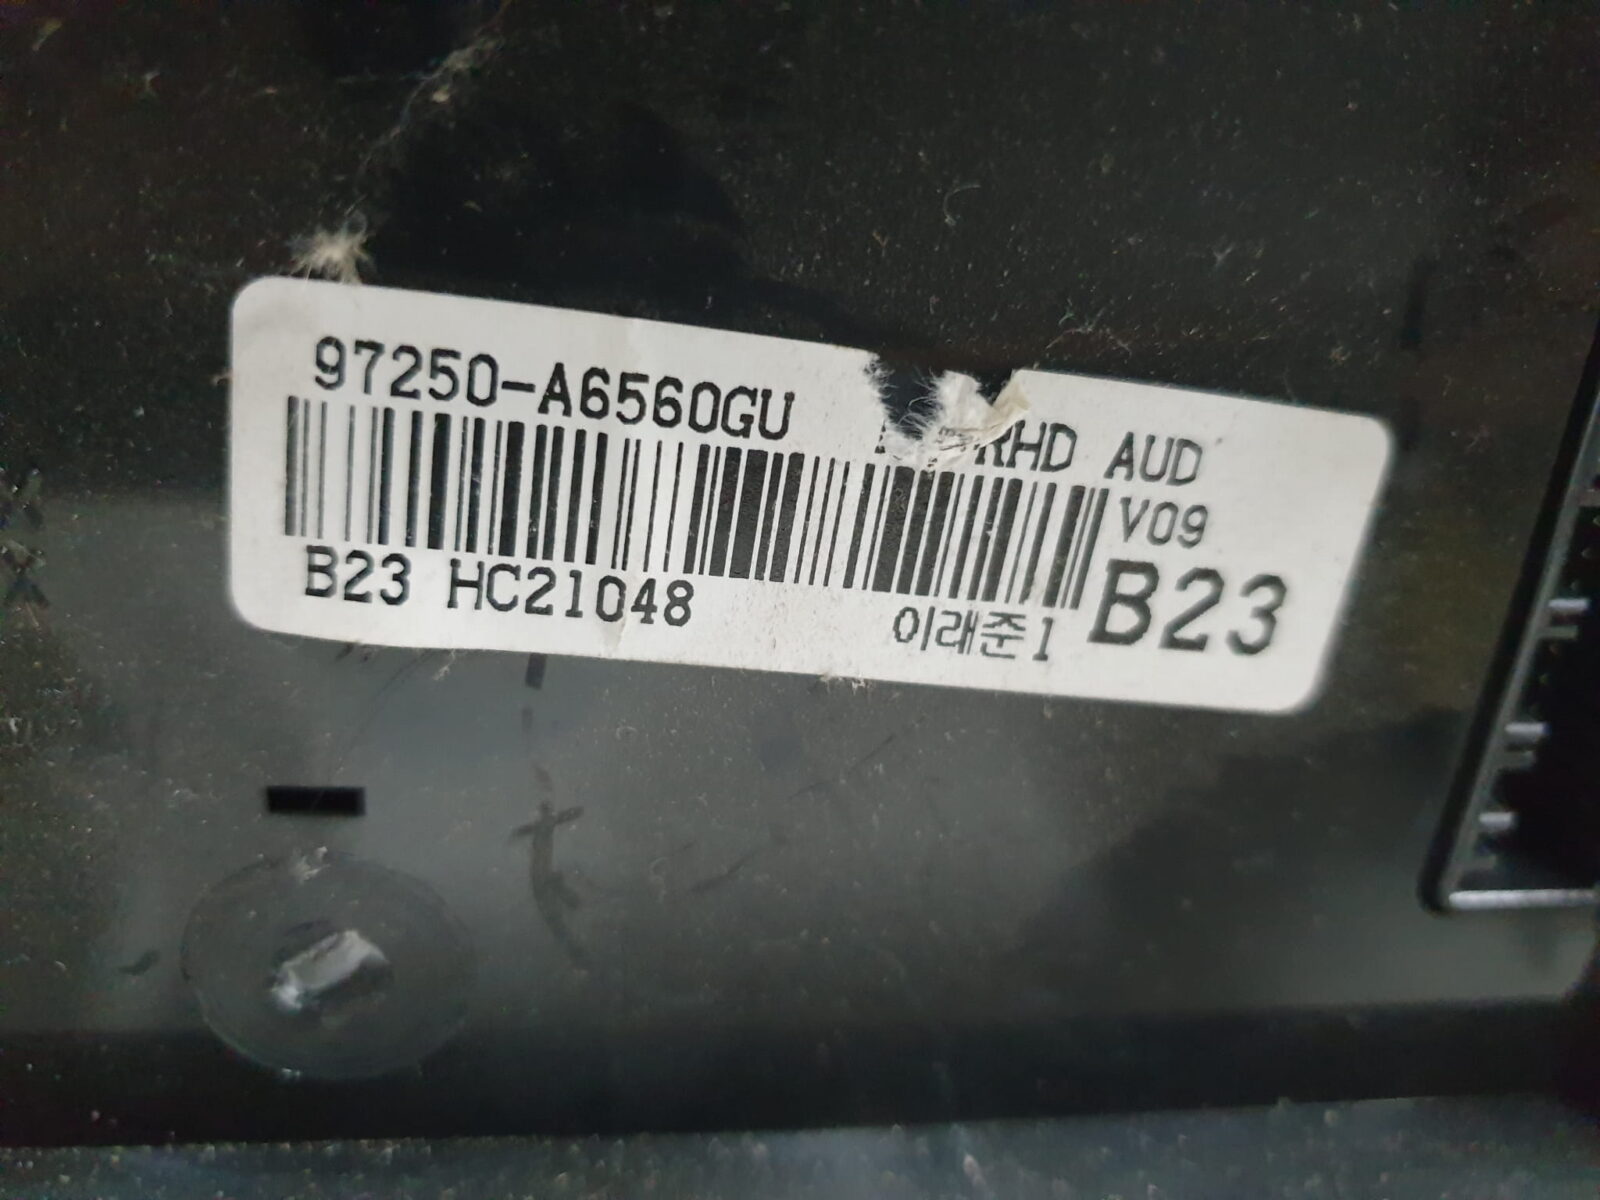 97250-A6560GU RHD AUD
V09
B23 HC21048 이래준1 B23